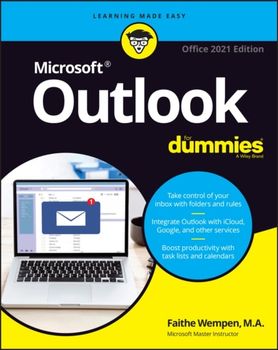 LEARNING MADE EASY
Office 2021 Edition
Microsoft®
Outlook
for
dummies®
A Wiley Brand
1
Take control of your
inbox with folders and rules
Integrate Outlook with iCloud,
Google, and other services
Boost productivity with
task lists and calendars
Faithe Wempen, M.A.
Microsoft Master Instructor